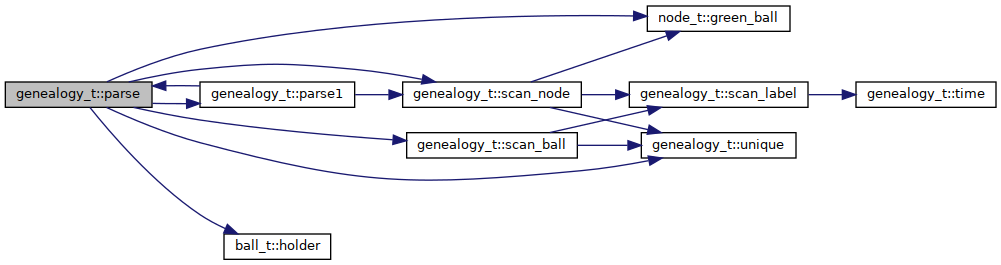 node_t::green_ball
genealogy_t::parse
genealogy_t::parse1
genealogy_t::scan_node
genealogy_t::scan_label
genealogy_t::time
genealogy_t::scan_ball
genealogy_t::unique
ball_t::holder